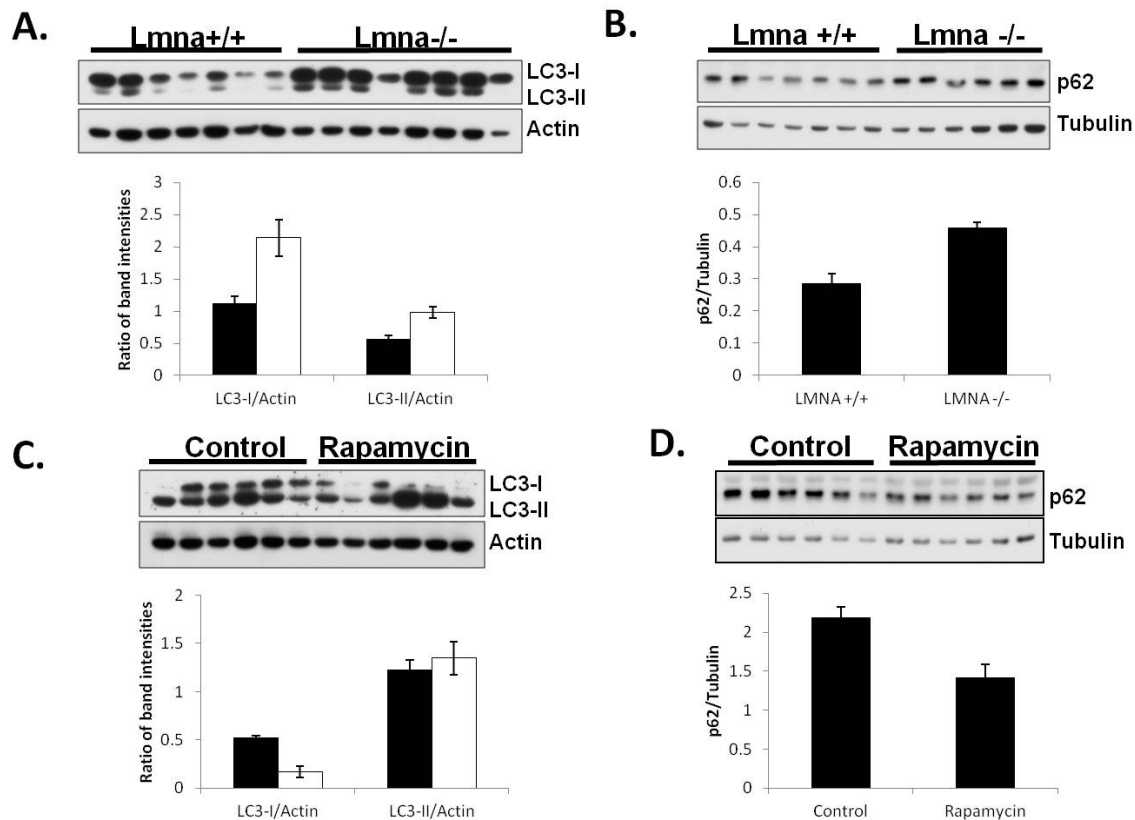 A.
Lmna+/+ Lmna-/-
LC3-I
LC3-II
Actin
Ratio of band intensities
3
2.5
2
1.5
1
0.5
0
LC3-I/Actin LC3-II/Actin
B.
Lmna +/+ Lmna -/-
p62
Tubulin
p62/Tubulin
0.6
0.5
0.4
0.3
0.2
0.1
0
LMNA +/+ LMNA -/-
C.
Control Rapamycin
LC3-I
LC3-II
Actin
Ratio of band intensities
2
1.5
1
0.5
0
LC3-I/Actin LC3-II/Actin
D.
Control Rapamycin
p62
Tubulin
p62/Tubulin
2.5
2
1.5
1
0.5
0
Control Rapamycin